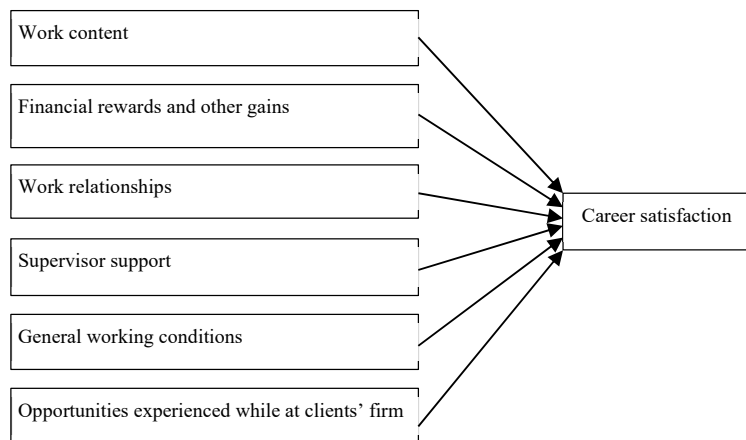 Work content
Financial rewards and other gains
Work relationships
Career satisfaction
Supervisor support
General working conditions
Opportunities experienced while at clients’ firm